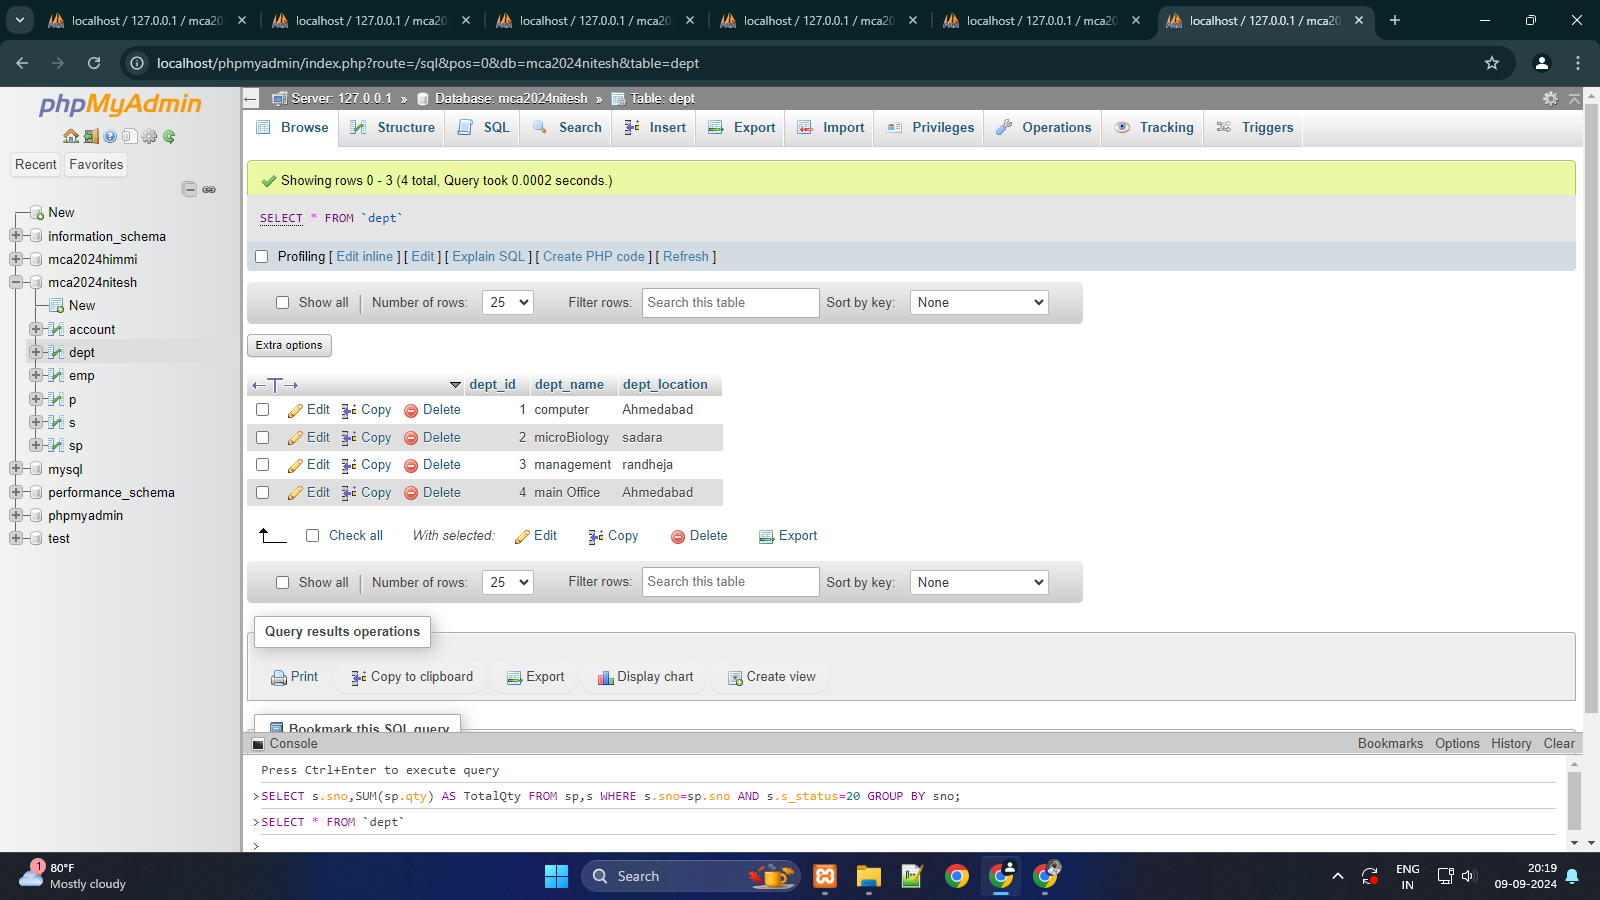 localhost / 127.0.0.1 / mca20
localhost / 127.0.0.1 / mca20
localhost / 127.0.0.1 / mca20
localhost / 127.0.0.1 / mca20
localhost / 127.0.0.1 / mca20
localhost / 127.0.0.1 / mca20
localhost/phpmyadmin/index.php?route=/sql&pos=0&db=mca2024nitesh&table=dept
phpMyAdmin
Recent
Favorites
New
information_schema
mca2024himmi
mca2024nitesh
New
account
dept
emp
p
s
sp
mysql
performance_schema
phpmyadmin
test
Server: 127.0.0.1 » Database: mca2024nitesh » Table: dept
Browse Structure SQL Search Insert Export Import Privileges Operations Tracking Triggers
Showing rows 0 - 3 (4 total, Query took 0.0002 seconds.)
SELECT * FROM `dept`
Profiling [ Edit inline ] [ Edit ] [ Explain SQL ] [ Create PHP code ] [ Refresh ]
Show all Number of rows: 25 Filter rows: Search this table Sort by key: None
Extra options
dept_id dept_name dept_location
Edit Copy Delete 1 computer Ahmedabad
Edit Copy Delete 2 microBiology sadara
Edit Copy Delete 3 management randheja
Edit Copy Delete 4 main Office Ahmedabad
Check all With selected: Edit Copy Delete Export
Show all Number of rows: 25 Filter rows: Search this table Sort by key: None
Query results operations
Print Copy to clipboard Export Display chart Create view
Bookmark this SQL query
Console Bookmarks Options History Clear
Press Ctrl+Enter to execute query
>SELECT s.sno,SUM(sp.qty) AS TotalQty FROM sp,s WHERE s.sno=sp.sno AND s.s_status=20 GROUP BY sno;
>SELECT * FROM `dept`
>
1
80°F
Mostly cloudy
Search
ENG
IN
20:19
09-09-2024